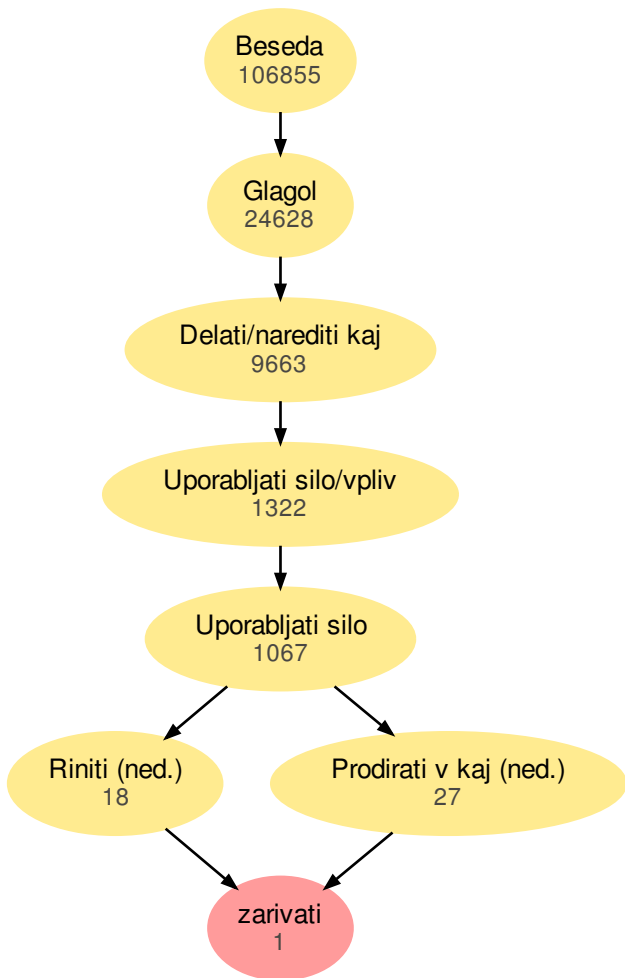 Beseda
106855
Glagol
24628
Delati/narediti kaj
9663
Uporabljati silo/vpliv
1322
Uporabljati silo
1067
Riniti (ned.)
18
Prodirati v kaj (ned.)
27
zarivati
1